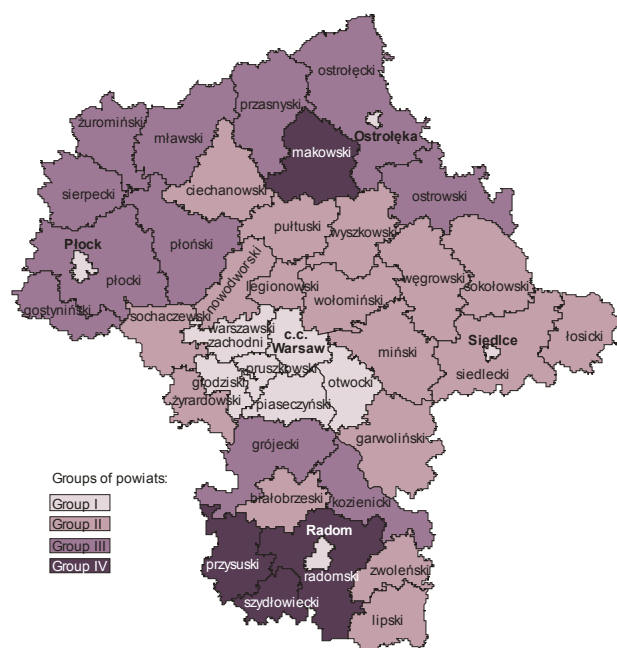 ostrołęcki
przasnyski
żuromiński
mławski
Ostrołęka
makowski
ciechanowski
sierpecki
ostrowski
pułtuski
wyszkowski
Płock
płoński
węgrowski
płocki
nowodworski
legionowski
sokołowski
wołomiński
gostyniński
sochaczewski
warszawski
zachodni
c.c.
Warsaw
Siedlce
łosicki
miński
pruszkowski
otwocki
siedlecki
grodziski
żyrardowski
piaseczyński
garwoliński
grójecki
Groups of powiats:
Group I
Group II
Group III
Group IV
białobrzeski
kozienicki
Radom
przysuski
radomski
zwoleński
szydłowiecki
lipski